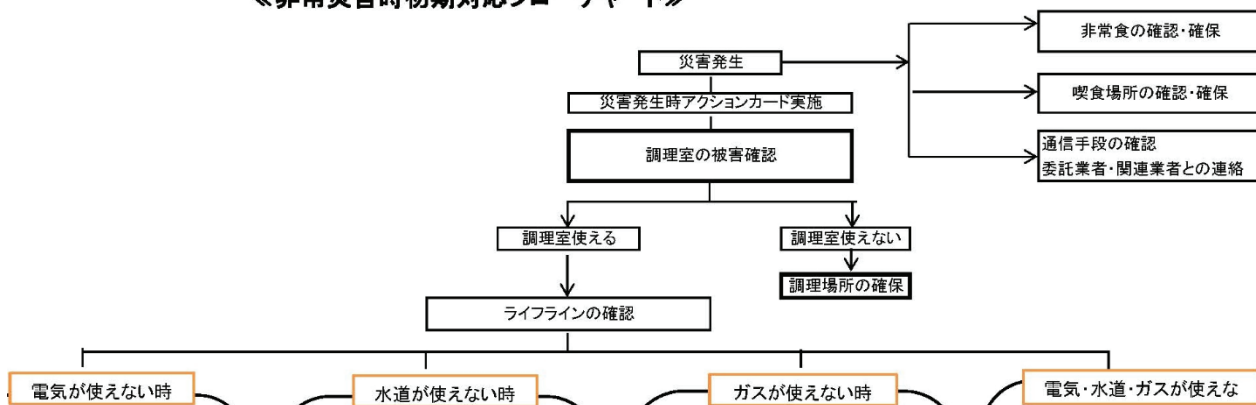 ≪非常災害時初期対応フローチャート≫
災害発生
非常食の確認・確保
喫食場所の確認・確保
通信手段の確認
委託業者・関連業者との連絡
災害発生時アクションカード実施
調理室の被害確認
調理室使える
調理室使えない
調理場所の確保
ライフラインの確認
電気が使えない時
水道が使えない時
ガスが使えない時
電気・水道・ガスが使えな